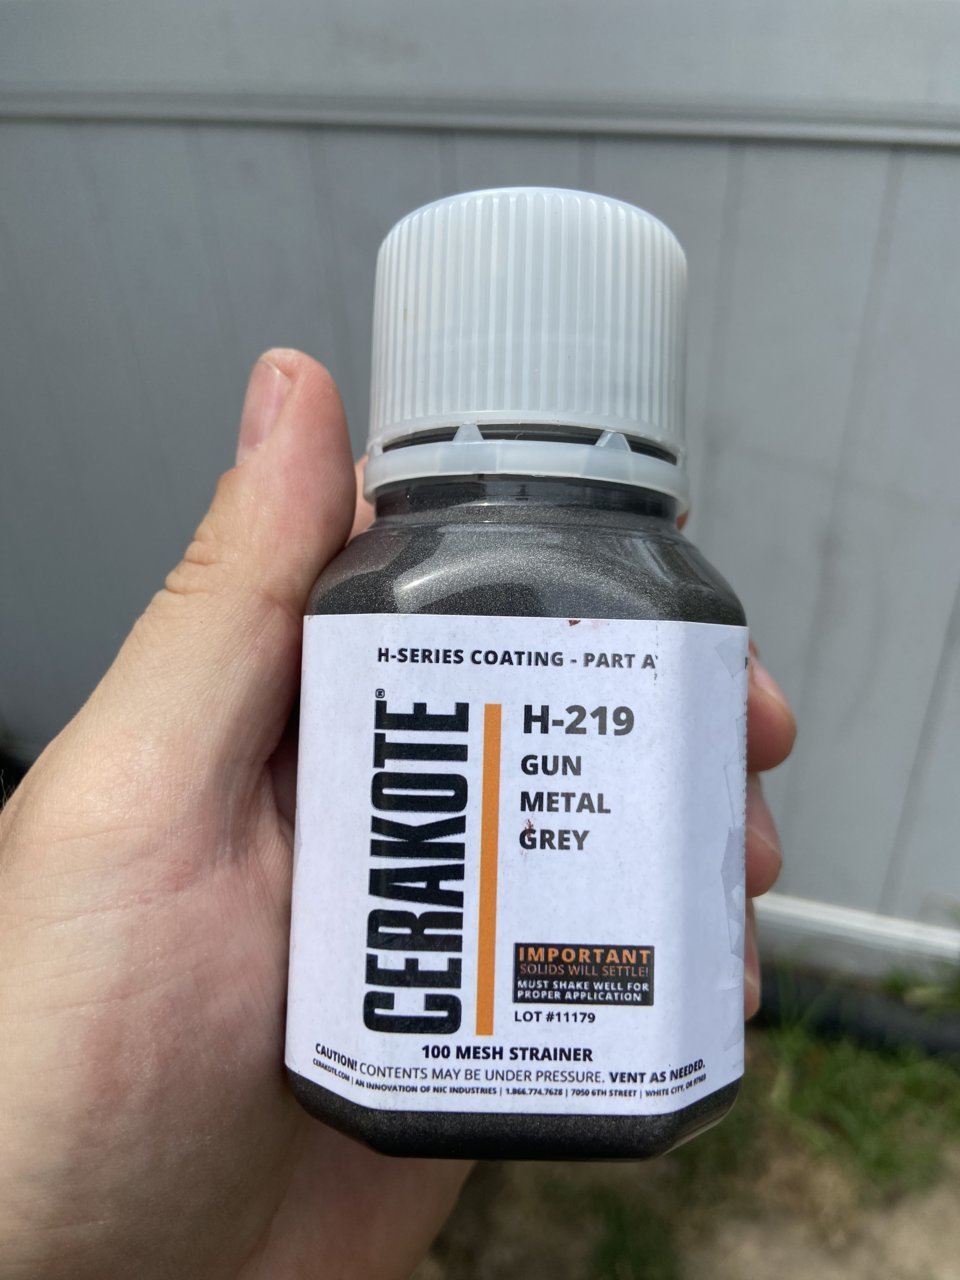 H-SERIES COATING - PART A
CERAKOTE®
H-219
GUN
METAL
GREY
IMPORTANT
SOLIDS WILL SETTLE!
MUST SHAKE WELL FOR
PROPER APPLICATION
LOT #11179
100 MESH STRAINER
CAUTION! CONTENTS MAY BE UNDER PRESSURE. VENT AS NEEDED.
CERAKOTE.COM | AN INNOVATION OF NIC INDUSTRIES | 1.866.774.7628 | 7050 6TH STREET | WHITE CITY, OR 97503